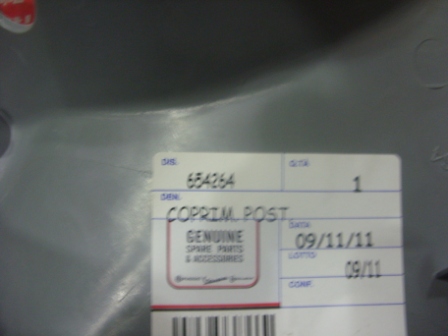 DIS. Q.TA
654264 1
DEN.
COPRIM. POST
DATA
09/11/11
GENUINE
SPARE PARTS
& ACCESSORIES
LOTTO
09/11
CONF.